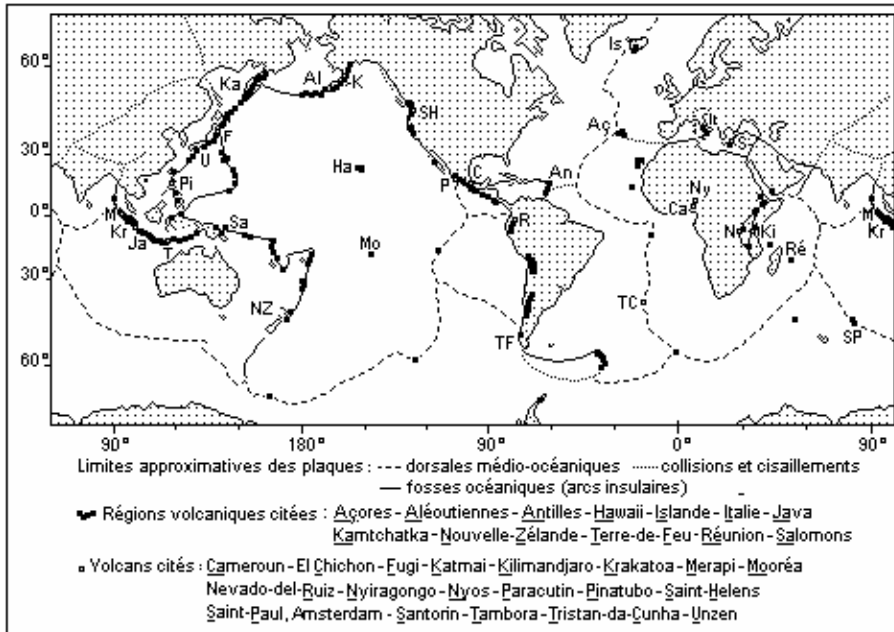 60°
Is
Ka
Al
K
SH
Aç
It
S
30°
F
U
Ha
Pi
P
C
An
Ny
0°
M
Ca
Kr
Sa
R
Ni
Ki
M
Kr
Ja
T
Mo
Ré
30°
NZ
TC
SP
TF
60°
90° 180° 90° 0° 90°
Limites approximatives des plaques : dorsales médio-océaniques collisions et cisaillements
fosses océaniques (arcs insulaires)
Régions volcaniques citées : Açores - Aléoutiennes - Antilles - Hawaii - Islande - Italie - Java
Kamtchatka - Nouvelle-Zélande - Terre-de-Feu - Réunion - Salomons
Volcans cités : Cameroun - El Chichon - Fugi - Katmai - Kilimandjaro - Krakatoa - Merapi - Mooréa
Nevado-del-Ruiz - Nyiragongo - Nyos - Paracutin - Pinatubo - Saint-Helens
Saint-Paul, Amsterdam - Santorin - Tambora - Tristan-da-Cunha - Unzen